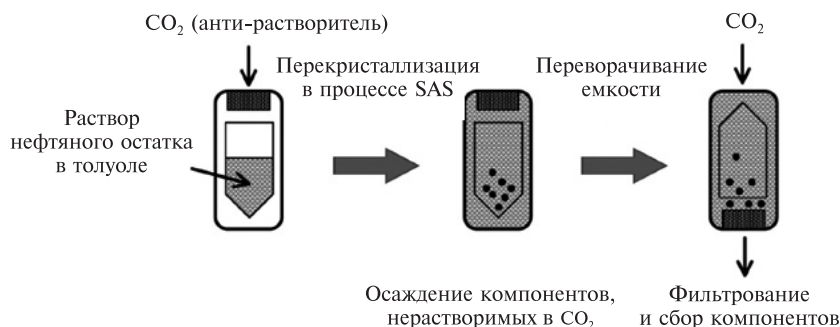 CO₂ (анти-растворитель)
Раствор
нефтяного остатка
в толуоле
Перекристаллизация
в процессе SAS
Осаждение компонентов,
нерастворимых в CO₂
Переворачивание
емкости
CO₂
Фильтрование
и сбор компонентов